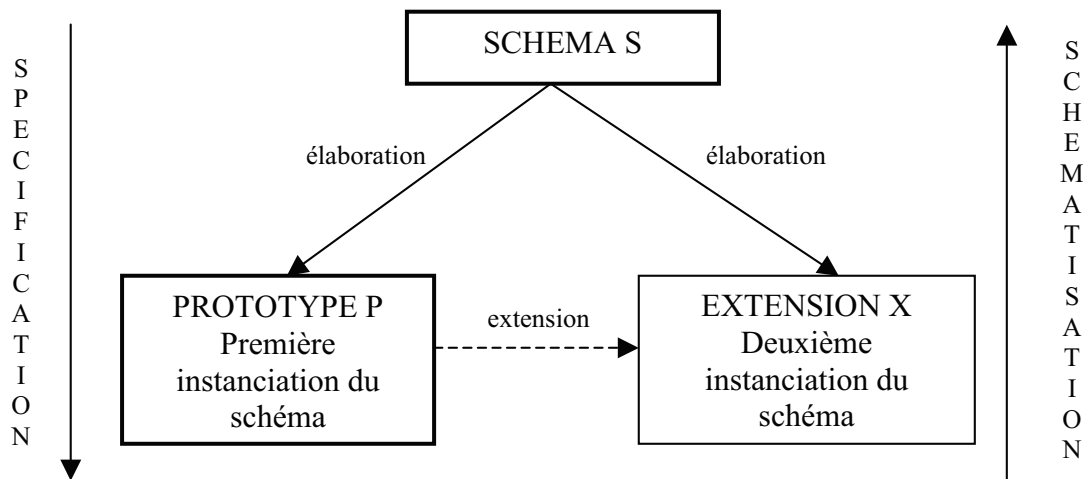 SCHEMA S
SPECIFICATION
SCHEMATISATION
élaboration
élaboration
PROTOTYPE P
Première
instanciation du
schéma
extension
EXTENSION X
Deuxième
instanciation du
schéma